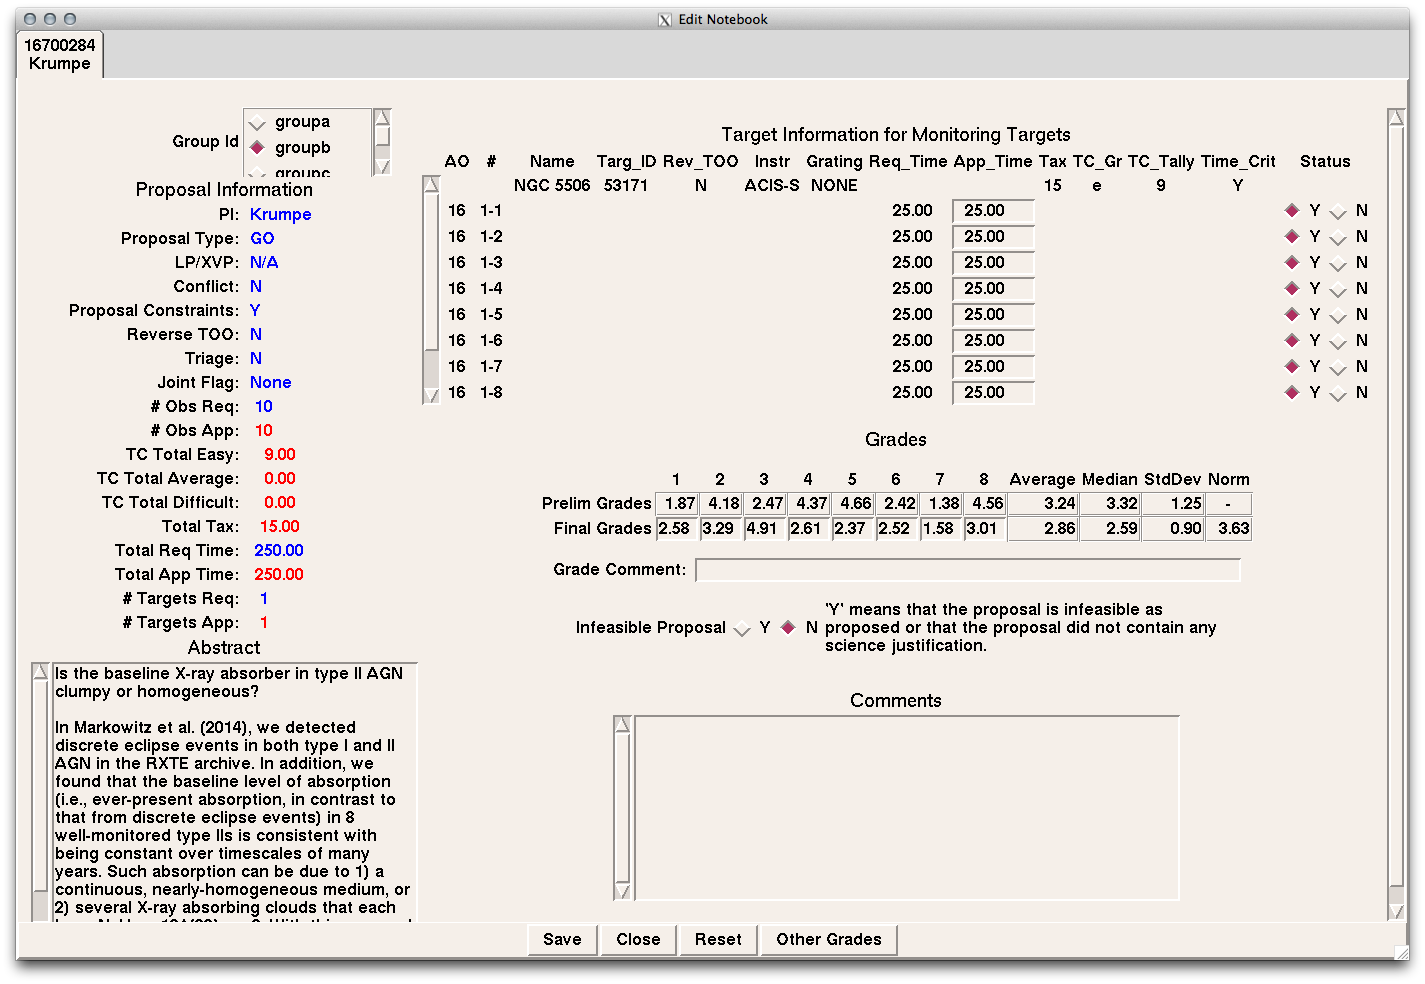 Edit Notebook
16700284
Krumpe
Group Id
groupa
groupb
groupc
Proposal Information
PI: Krumpe
Proposal Type: GO
LP/XVP: N/A
Conflict: N
Proposal Constraints: Y
Reverse TOO: N
Triage: N
Joint Flag: None
# Obs Req: 10
# Obs App: 10
TC Total Easy: 9.00
TC Total Average: 0.00
TC Total Difficult: 0.00
Total Tax: 15.00
Total Req Time: 250.00
Total App Time: 250.00
# Targets Req: 1
# Targets App: 1
Abstract
Is the baseline X-ray absorber in type II AGN
clumpy or homogeneous?
In Markowitz et al. (2014), we detected
discrete eclipse events in both type I and II
AGN in the RXTE archive. In addition, we
found that the baseline level of absorption
(i.e., ever-present absorption, in contrast to
that from discrete eclipse events) in 8
well-monitored type IIs is consistent with
being constant over timescales of many
years. Such absorption can be due to 1) a
continuous, nearly-homogeneous medium, or
2) several X-ray absorbing clouds that each
Target Information for Monitoring Targets
AO # Name Targ_ID Rev_TOO Instr Grating Req_Time App_Time Tax TC_Gr TC_Tally Time_Crit Status
NGC 5506 53171 N ACIS-S NONE 15 e 9 Y
16 1-1 25.00 25.00 Y N
16 1-2 25.00 25.00 Y N
16 1-3 25.00 25.00 Y N
16 1-4 25.00 25.00 Y N
16 1-5 25.00 25.00 Y N
16 1-6 25.00 25.00 Y N
16 1-7 25.00 25.00 Y N
16 1-8 25.00 25.00 Y N
Grades
1 2 3 4 5 6 7 8 Average Median StdDev Norm
Prelim Grades 1.87 4.18 2.47 4.37 4.66 2.42 1.38 4.56 3.24 3.32 1.25 -
Final Grades 2.58 3.29 4.91 2.61 2.37 2.52 1.58 3.01 2.86 2.59 0.90 3.63
Grade Comment:
Infeasible Proposal Y N
'Y' means that the proposal is infeasible as
proposed or that the proposal did not contain any
science justification.
Comments
Save Close Reset Other Grades